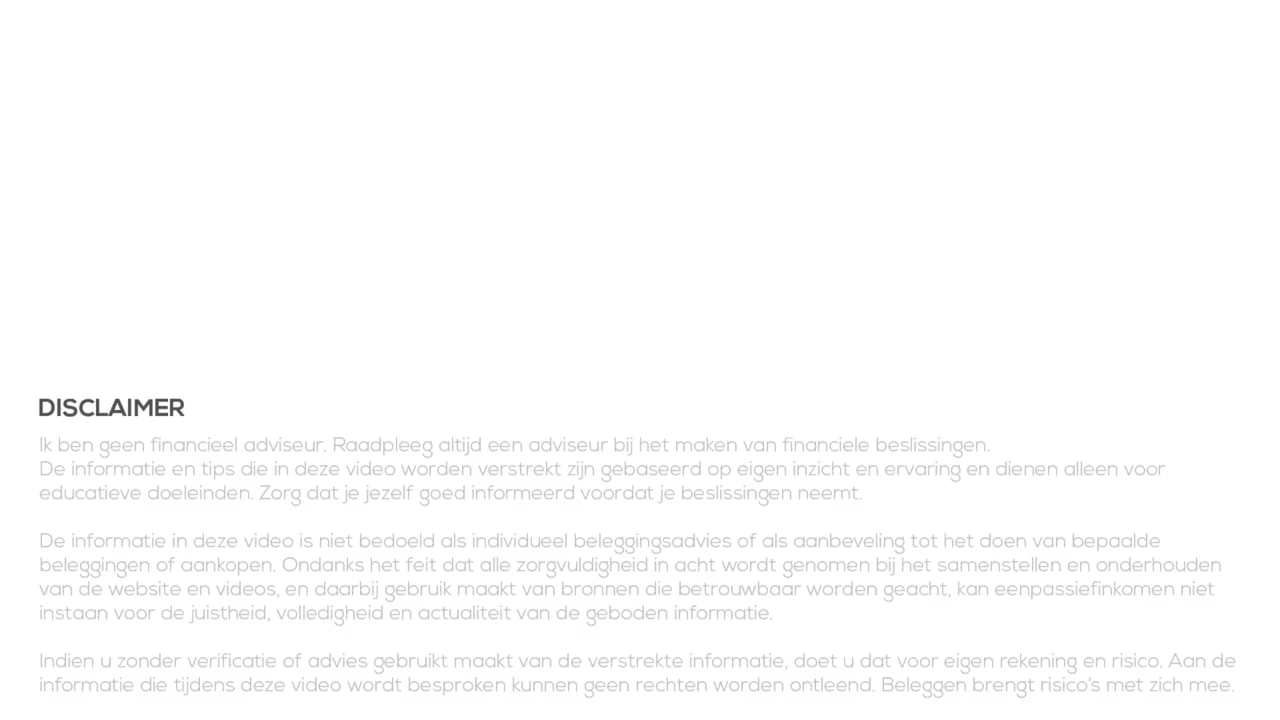 DISCLAIMER
Ik ben geen financieel adviseur. Raadpleeg altijd een adviseur bij het maken van financiele beslissingen.
De informatie en tips die in deze video worden verstrekt zijn gebaseerd op eigen inzicht en ervaring en dienen alleen voor
educatieve doeleinden. Zorg dat je jezelf goed informeerd voordat je beslissingen neemt.
De informatie in deze video is niet bedoeld als individueel beleggingsadvies of als aanbeveling tot het doen van bepaalde
beleggingen of aankopen. Ondanks het feit dat alle zorgvuldigheid in acht wordt genomen bij het samenstellen en onderhouden
van de website en videos, en daarbij gebruik maakt van bronnen die betrouwbaar worden geacht, kan eenpassiefinkomen niet
instaan voor de juistheid, volledigheid en actualiteit van de geboden informatie.
Indien u zonder verificatie of advies gebruikt maakt van de verstrekte informatie, doet u dat voor eigen rekening en risico. Aan de
informatie die tijdens deze video wordt besproken kunnen geen rechten worden ontleend. Beleggen brengt risico's met zich mee.